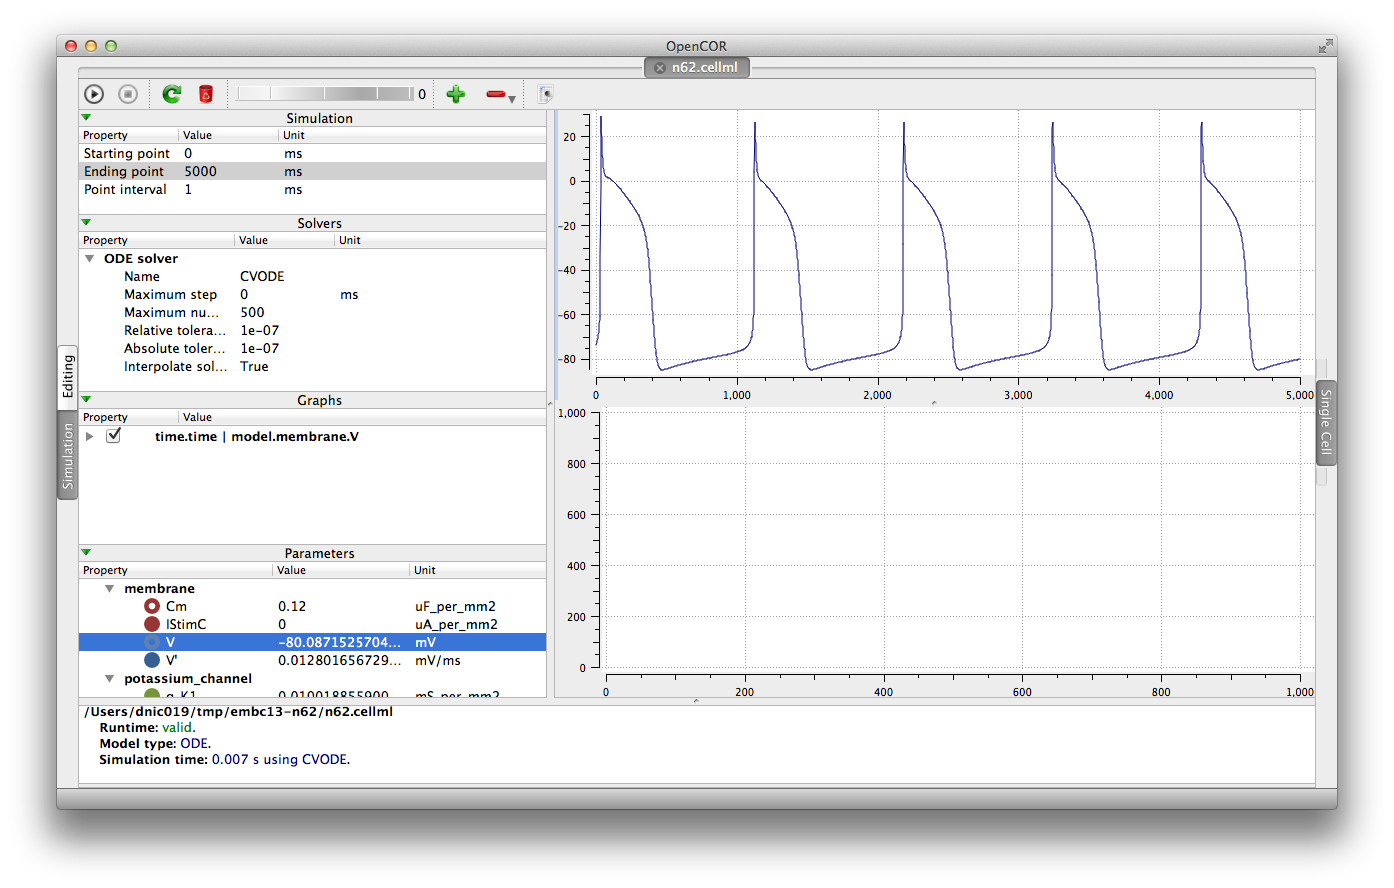 OpenCOR
n62.cellml
0
Simulation
Property Value Unit
Starting point 0 ms
Ending point 5000 ms
Point interval 1 ms
Solvers
Property Value Unit
ODE solver
Name CVODE
Maximum step 0 ms
Maximum nu... 500
Relative tolera... 1e-07
Absolute toler... 1e-07
Interpolate sol... True
Graphs
Property Value
time.time | model.membrane.V
Parameters
Property Value Unit
membrane
Cm 0.12 uF_per_mm2
IStimC 0 uA_per_mm2
V -80.0871525704... mV
V' 0.012801656729... mV/ms
potassium_channel
g_K1 0.010018855900 mS_per_mm2
Editing
Simulation
20
0
-20
-40
-60
-80
0 1,000 2,000 3,000 4,000 5,000
1,000
800
600
400
200
0
0 200 400 600 800 1,000
Single Cell
/Users/dnic019/tmp/embc13-n62/n62.cellml
Runtime: valid.
Model type: ODE.
Simulation time: 0.007 s using CVODE.